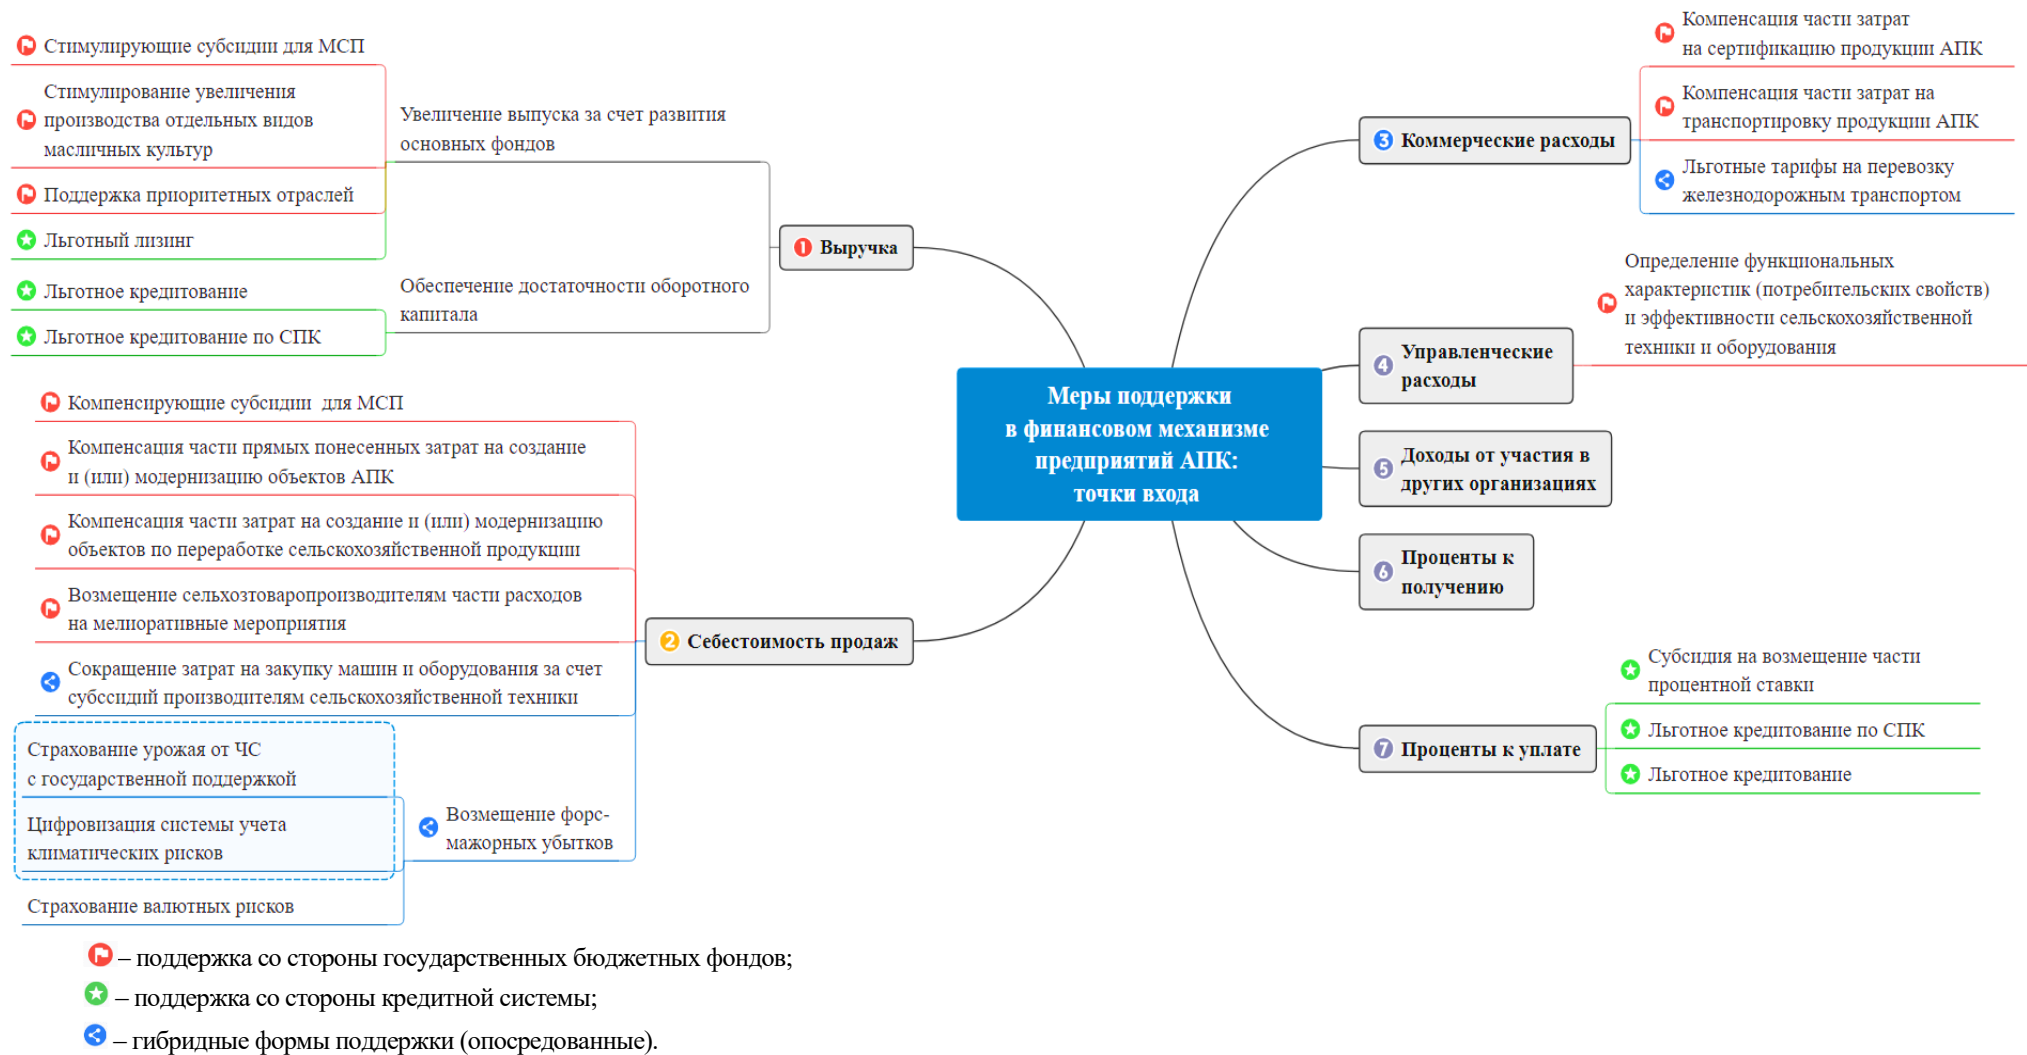 Стимулирующие субсидии для МСП
Стимулирование увеличения
производства отдельных видов
масличных культур
Поддержка приоритетных отраслей
Льготный лизинг
Увеличение выпуска за счет развития
основных фондов
Льготное кредитование
Льготное кредитование по СПК
Обеспечение достаточности оборотного
капитала
1 Выручка
Компенсирующие субсидии для МСП
Компенсация части прямых понесенных затрат на создание
и (или) модернизацию объектов АПК
Компенсация части затрат на создание и (или) модернизацию
объектов по переработке сельскохозяйственной продукции
Возмещение сельхозтоваропроизводителям части расходов
на мелиоративные мероприятия
Сокращение затрат на закупку машин и оборудования за счет
субссидий производителям сельскохозяйственной техники
Страхование урожая от ЧС
с государственной поддержкой
Цифровизация системы учета
климатических рисков
Страхование валютных рисков
Возмещение форс-
мажорных убытков
2 Себестоимость продаж
Меры поддержки
в финансовом механизме
предприятий АПК:
точки входа
3 Коммерческие расходы
Компенсация части затрат
на сертификацию продукции АПК
Компенсация части затрат на
транспортировку продукции АПК
Льготные тарифы на перевозку
железнодорожным транспортом
4 Управленческие
расходы
Определение функциональных
характеристик (потребительских свойств)
и эффективности сельскохозяйственной
техники и оборудования
5 Доходы от участия в
других организациях
6 Проценты к
получению
7 Проценты к уплате
Субсидия на возмещение части
процентной ставки
Льготное кредитование по СПК
Льготное кредитование
– поддержка со стороны государственных бюджетных фондов;
– поддержка со стороны кредитной системы;
– гибридные формы поддержки (опосредованные).